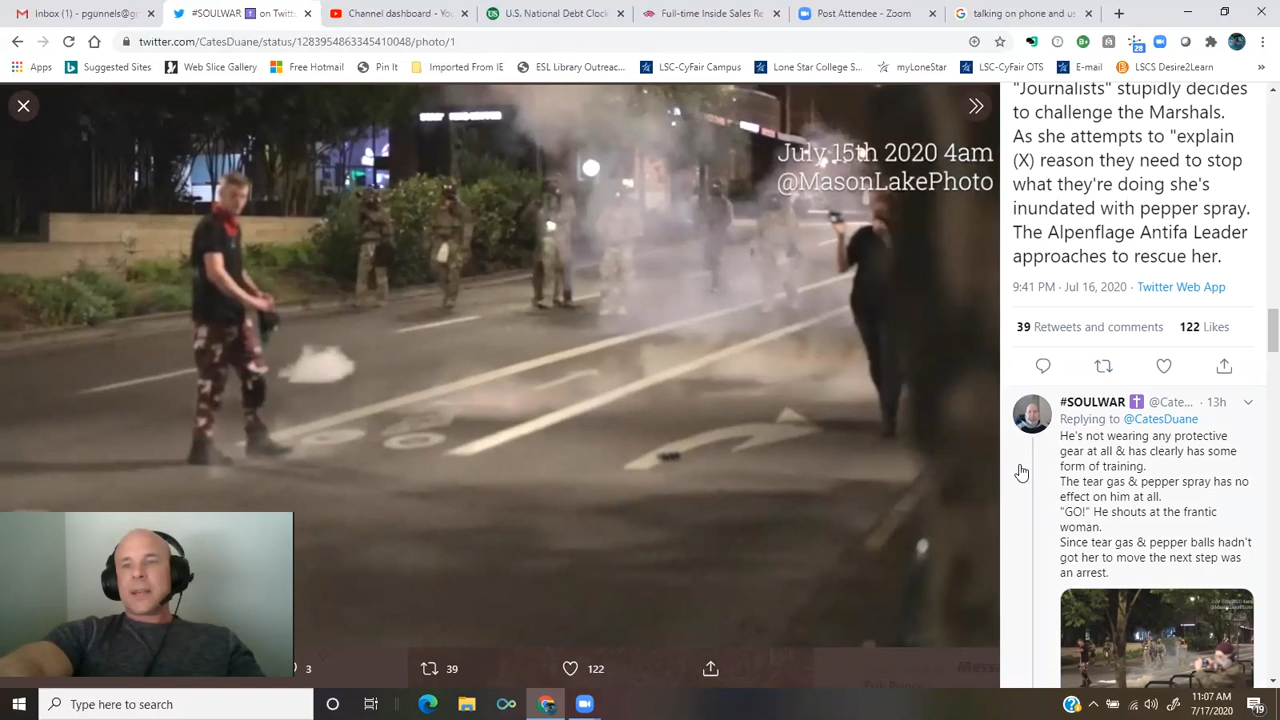 Inbox (1) - pgunnels@gr
#SOULWAR ✝ on Twitt
Channel dashboard - Yo
U.S. National Debt Clock
Full-time Inside Sales Re
Post Attendee - Zoom
talking on phone and us
twitter.com/CatesDuane/status/1283954863345410048/photo/1
28
Apps
Suggested Sites
Web Slice Gallery
Free Hotmail
Pin It
Imported From IE
ESL Library Outreac...
LSC-CyFair Campus
Lone Star College S...
myLoneStar
LSC-CyFair OTS
E-mail
LSCS Desire2Learn
July 15th 2020 4am
@MasonLakePhoto
"Journalists" stupidly decides
to challenge the Marshals.
As she attempts to "explain
(X) reason they need to stop
what they're doing she's
inundated with pepper spray.
The Alpenflage Antifa Leader
approaches to rescue her.
9:41 PM · Jul 16, 2020 · Twitter Web App
39 Retweets and comments 122 Likes
#SOULWAR ✝ @Cate... · 13h
Replying to @CatesDuane
He's not wearing any protective
gear at all & has clearly has some
form of training.
The tear gas & pepper spray has no
effect on him at all.
"GO!" He shouts at the frantic
woman.
Since tear gas & pepper balls hadn't
got her to move the next step was
an arrest.
3
39
122
Type here to search
11:07 AM
7/17/2020
19